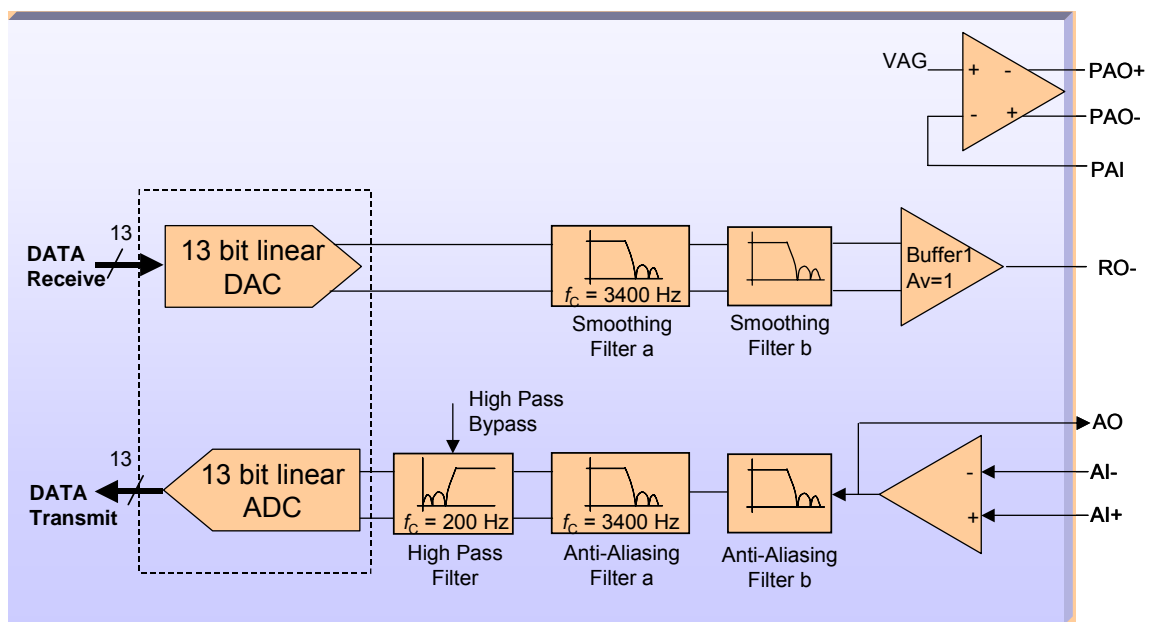 VAG
+ -
- +
PAO+
PAO-
PAI
DATA
Receive
13
13 bit linear
DAC
fC = 3400 Hz
Smoothing
Filter a
Smoothing
Filter b
Buffer1
Av=1
RO-
High Pass
Bypass
DATA
Transmit
13
13 bit linear
ADC
fC = 200 Hz
High Pass
Filter
fC = 3400 Hz
Anti-Aliasing
Filter a
Anti-Aliasing
Filter b
-
+
AO
AI-
AI+